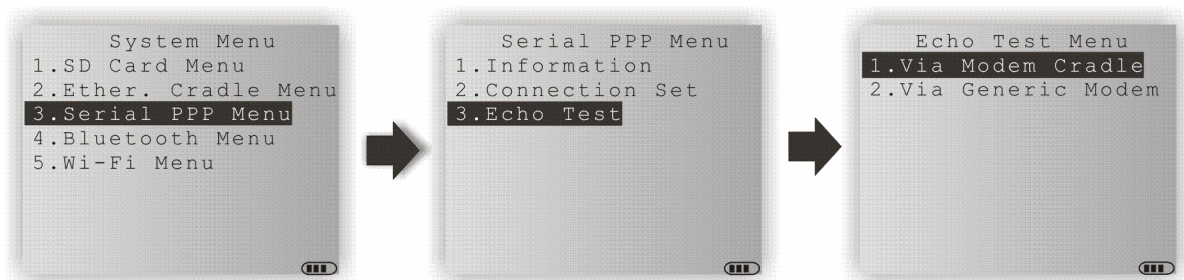 System Menu
1.SD Card Menu
2.Ether. Cradle Menu
3.Serial PPP Menu
4.Bluetooth Menu
5.Wi-Fi Menu
Serial PPP Menu
1.Information
2.Connection Set
3.Echo Test
Echo Test Menu
1.Via Modem Cradle
2.Via Generic Modem